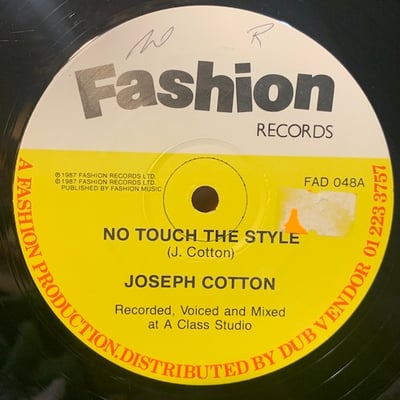 Fashion
RECORDS
℗ 1987 FASHION RECORDS LTD.
© 1987 FASHION RECORDS LTD.
PUBLISHED BY FASHION MUSIC
FAD 048A
NO TOUCH THE STYLE
(J. Cotton)
JOSEPH COTTON
Recorded, Voiced and Mixed
at A Class Studio
A FASHION PRODUCTION. DISTRIBUTED BY DUB VENDOR 01 223 3757